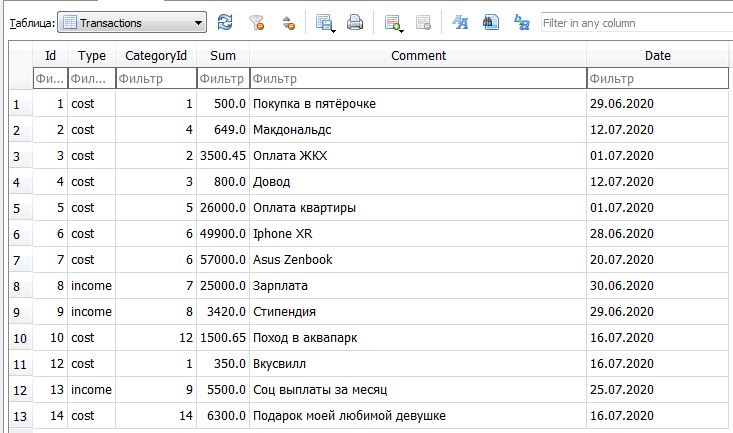 Таблица: Transactions Filter in any column
Id Type CategoryId Sum Comment Date
Фи... Фил... Фильтр Фильтр Фильтр Фильтр
1 1 cost 1 500.0 Покупка в пятёрочке 29.06.2020
2 2 cost 4 649.0 Макдональдс 12.07.2020
3 3 cost 2 3500.45 Оплата ЖКХ 01.07.2020
4 4 cost 3 800.0 Довод 12.07.2020
5 5 cost 5 26000.0 Оплата квартиры 01.07.2020
6 6 cost 6 49900.0 Iphone XR 28.06.2020
7 7 cost 6 57000.0 Asus Zenbook 20.07.2020
8 8 income 7 25000.0 Зарплата 30.06.2020
9 9 income 8 3420.0 Стипендия 29.06.2020
10 10 cost 12 1500.65 Поход в аквапарк 16.07.2020
11 12 cost 1 350.0 Вкусвилл 16.07.2020
12 13 income 9 5500.0 Соц выплаты за месяц 25.07.2020
13 14 cost 14 6300.0 Подарок моей любимой девушке 16.07.2020